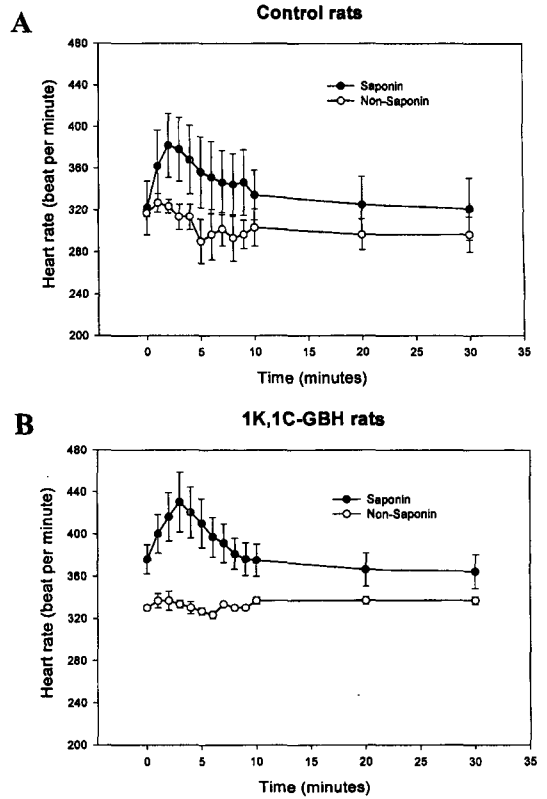 A
Control rats
480
440
400
360
320
280
240
200
Heart rate (beat per minute)
Saponin
Non-Saponin
0 5 10 15 20 25 30 35
Time (minutes)
B
1K,1C-GBH rats
480
440
400
360
320
280
240
200
Heart rate (beat per minute)
Saponin
Non-Saponin
0 5 10 15 20 25 30 35
Time (minutes)